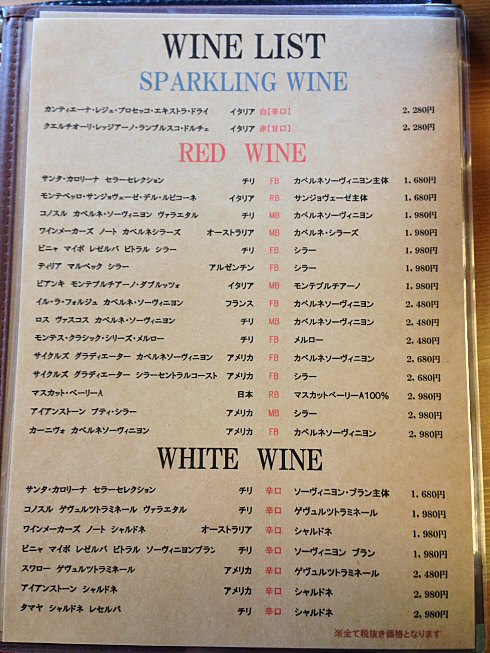 WINE LIST
SPARKLING WINE
カンティエーナ・レジェ・プロセッコ・エキストラ・ドライ イタリア 白【辛口】 2,280円
クエルチオーリ・レッジアーノ・ランブルスコ・ドルチェ イタリア 赤【甘口】 2,280円
RED WINE
サンタ・カロリーナ セラーセレクション チリ FB カベルネソーヴィニヨン主体 1,680円
モンテベッロ・サンジョヴェーゼ・デル・ルビコーネ イタリア RB サンジョヴェーゼ主体 1,680円
コノスル カベルネ・ソーヴィニヨン ヴァラエタル チリ MB カベルネソーヴィニヨン 1,980円
ワインメーカーズ ノート カベルネシラーズ オーストラリア MB カベルネ・シラーズ 1,980円
ビニャ マイポ レゼルバ ビトラル シラー チリ FB シラー 1,980円
ティリア マルベック シラー アルゼンチン FB シラー 1,980円
ビアンキ モンテプルチアーノ・ダブルッツォ イタリア MB モンテプルチアーノ 1,980円
イル・ラ・フォルジュ カベルネ・ソーヴィニヨン フランス FB カベルネソーヴィニヨン 2,480円
ロス ヴァスコス カベルネ・ソーヴィニヨン チリ MB カベルネソーヴィニヨン 2,480円
モンテス・クラシック・シリーズ・メルロー チリ FB メルロー 2,480円
サイクルズ グラディエーター カベルネソーヴィニヨン アメリカ FB カベルネソーヴィニヨン 2,680円
サイクルズ グラディエーター シラーセントラルコースト アメリカ FB シラー 2,680円
マスカット・ベーリーA 日本 RB マスカットベーリーA100% 2,980円
アイアンストーン プティ・シラー アメリカ MB シラー 2,980円
カーニヴォ カベルネソーヴィニヨン アメリカ FB カベルネソーヴィニヨン 2,980円
WHITE WINE
サンタ・カロリーナ セラーセレクション チリ 辛口 ソーヴィニヨン・ブラン主体 1,680円
コノスル ゲヴュルツトラミネール ヴァラエタル チリ 辛口 ゲヴュルツトラミネール 1,980円
ワインメーカーズ ノート シャルドネ オーストラリア 辛口 シャルドネ 1,980円
ビニャ マイポ レゼルバ ビトラル ソーヴィニヨンブラン チリ 辛口 ソーヴィニヨン ブラン 1,980円
スワロー ゲヴュルツトラミネール アメリカ 辛口 ゲヴュルツトラミネール 2,480円
アイアンストーン シャルドネ アメリカ 辛口 シャルドネ 2,980円
タマヤ シャルドネ レセルバ チリ 辛口 シャルドネ 2,980円
※全て税抜き価格となります